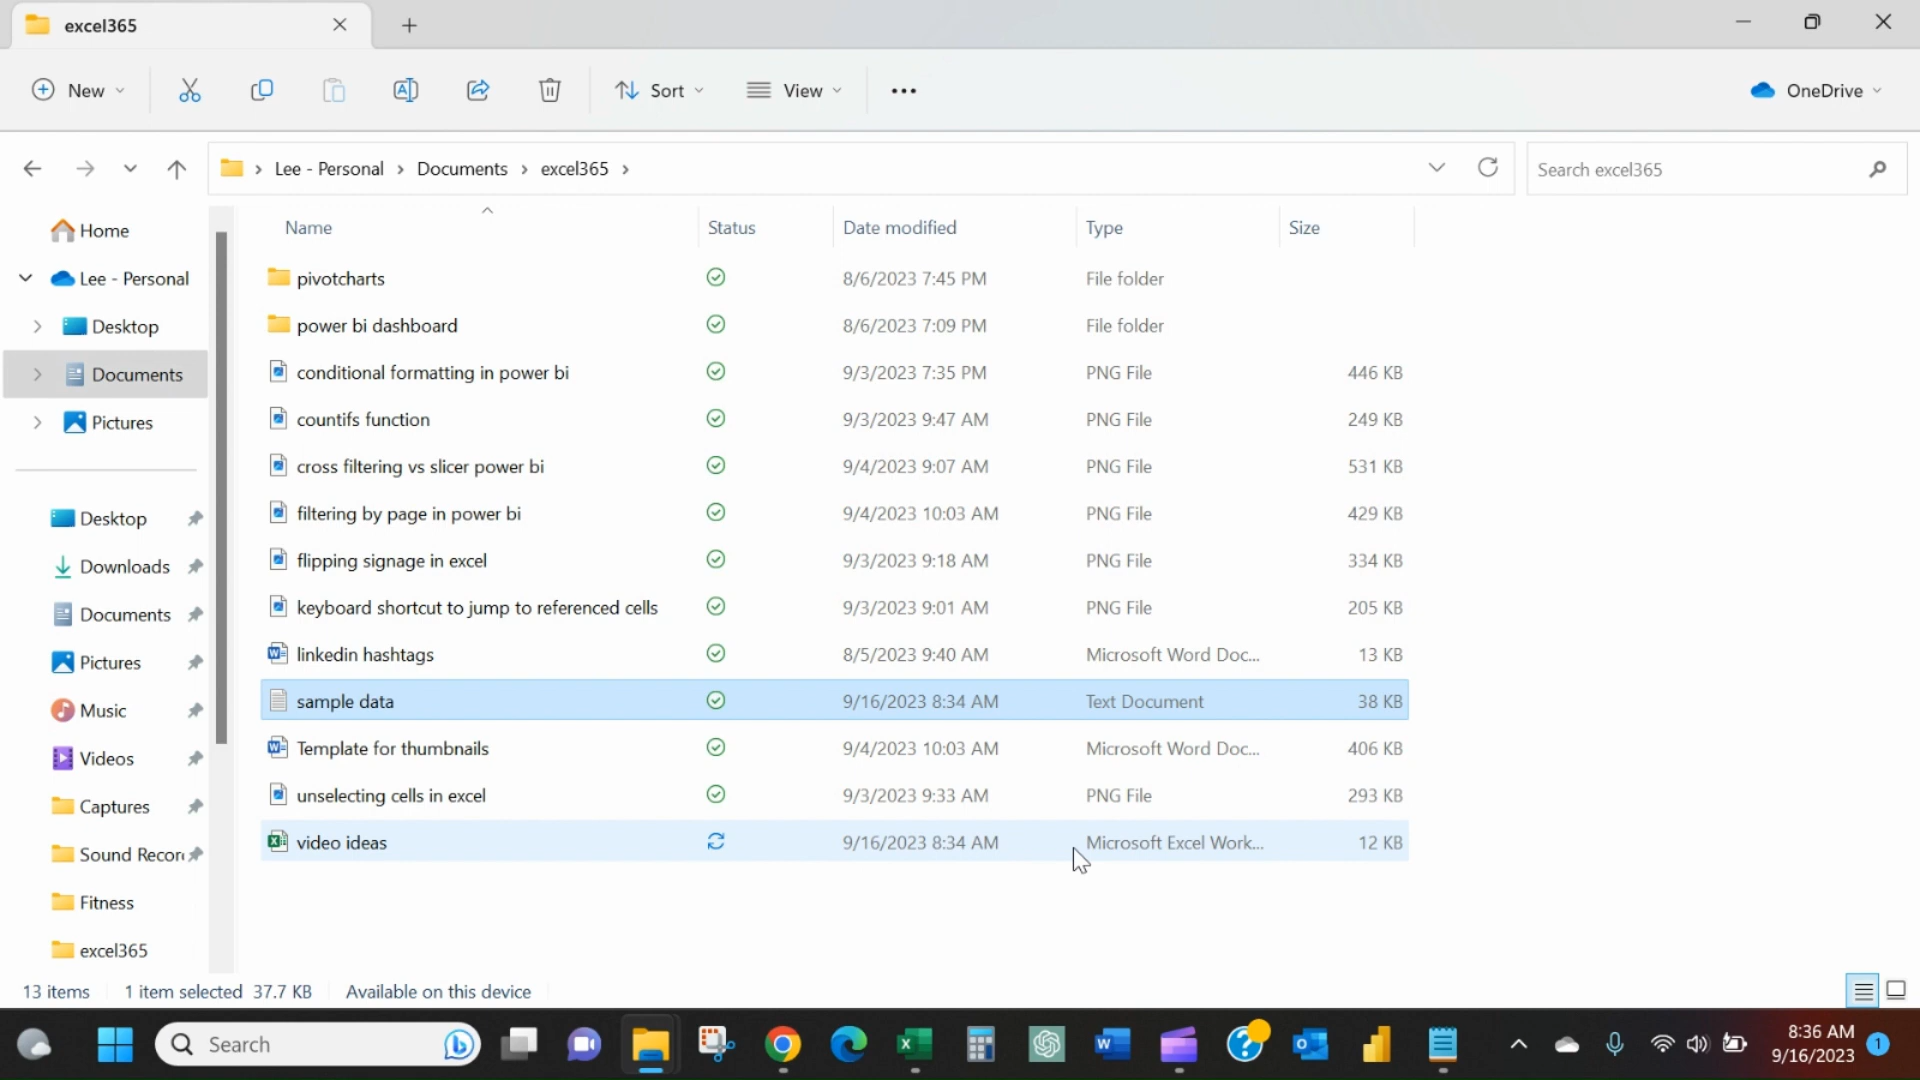 excel365
New
Sort
View
OneDrive
Lee - Personal
Documents
excel365
Search excel365
Name Status Date modified Type Size
Home
Lee - Personal
Desktop
Documents
Pictures
Desktop
Downloads
Documents
Pictures
Music
Videos
Captures
Sound Recor
Fitness
excel365
pivotcharts 8/6/2023 7:45 PM File folder
power bi dashboard 8/6/2023 7:09 PM File folder
conditional formatting in power bi 9/3/2023 7:35 PM PNG File 446 KB
countifs function 9/3/2023 9:47 AM PNG File 249 KB
cross filtering vs slicer power bi 9/4/2023 9:07 AM PNG File 531 KB
filtering by page in power bi 9/4/2023 10:03 AM PNG File 429 KB
flipping signage in excel 9/3/2023 9:18 AM PNG File 334 KB
keyboard shortcut to jump to referenced cells 9/3/2023 9:01 AM PNG File 205 KB
linkedin hashtags 8/5/2023 9:40 AM Microsoft Word Doc... 13 KB
sample data 9/16/2023 8:34 AM Text Document 38 KB
Template for thumbnails 9/4/2023 10:03 AM Microsoft Word Doc... 406 KB
unselecting cells in excel 9/3/2023 9:33 AM PNG File 293 KB
video ideas 9/16/2023 8:34 AM Microsoft Excel Work... 12 KB
13 items 1 item selected 37.7 KB Available on this device
Search
8:36 AM
9/16/2023
1